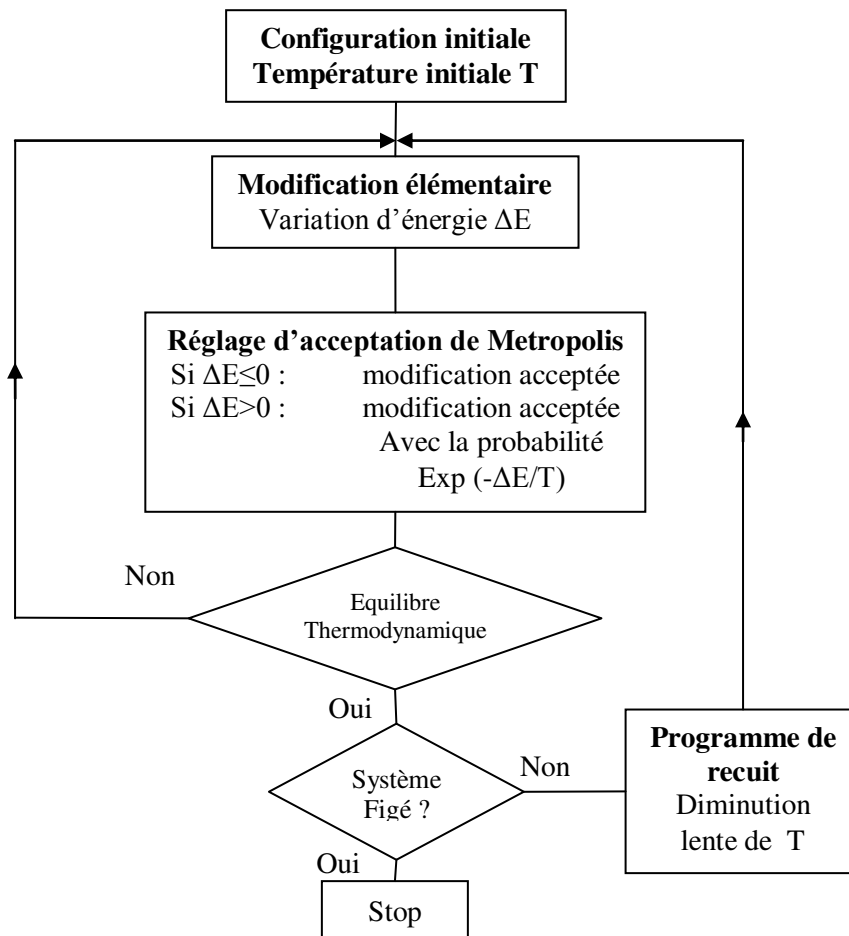 Configuration initiale
Température initiale T
Modification élémentaire
Variation d’énergie ΔE
Réglage d’acceptation de Metropolis
Si ΔE≤0 : modification acceptée
Si ΔE>0 : modification acceptée
Avec la probabilité
Exp (-ΔE/T)
Non
Equilibre
Thermodynamique
Oui
Système
Figé ?
Non
Programme de
recuit
Diminution
lente de T
Oui
Stop